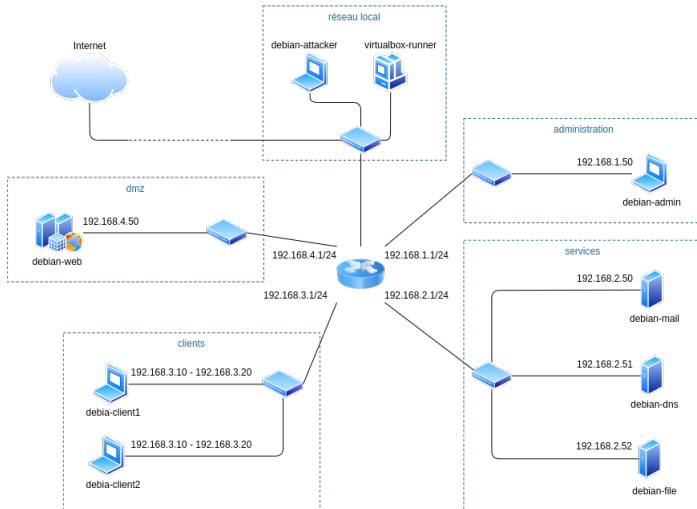 réseau local
Internet
debian-attacker
virtualbox-runner
administration
192.168.1.50
debian-admin
dmz
192.168.4.50
debian-web
192.168.4.1/24
192.168.1.1/24
192.168.3.1/24
192.168.2.1/24
services
192.168.2.50
debian-mail
192.168.2.51
debian-dns
192.168.2.52
debian-file
clients
192.168.3.10 - 192.168.3.20
debia-client1
192.168.3.10 - 192.168.3.20
debia-client2